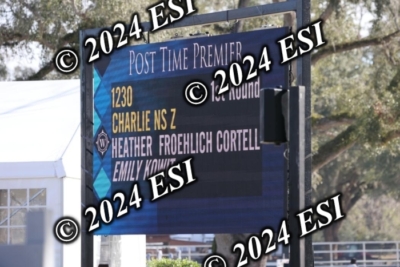 © 2024 ESI
POST TIME PREMIER
© 2024 ESI
1230 1st Round
CHARLIE NS Z
HEATHER FROEHLICH CORTELL
EMILY KOWIT
© 2024 ESI
© 2024 ESI
© 2024 ESI